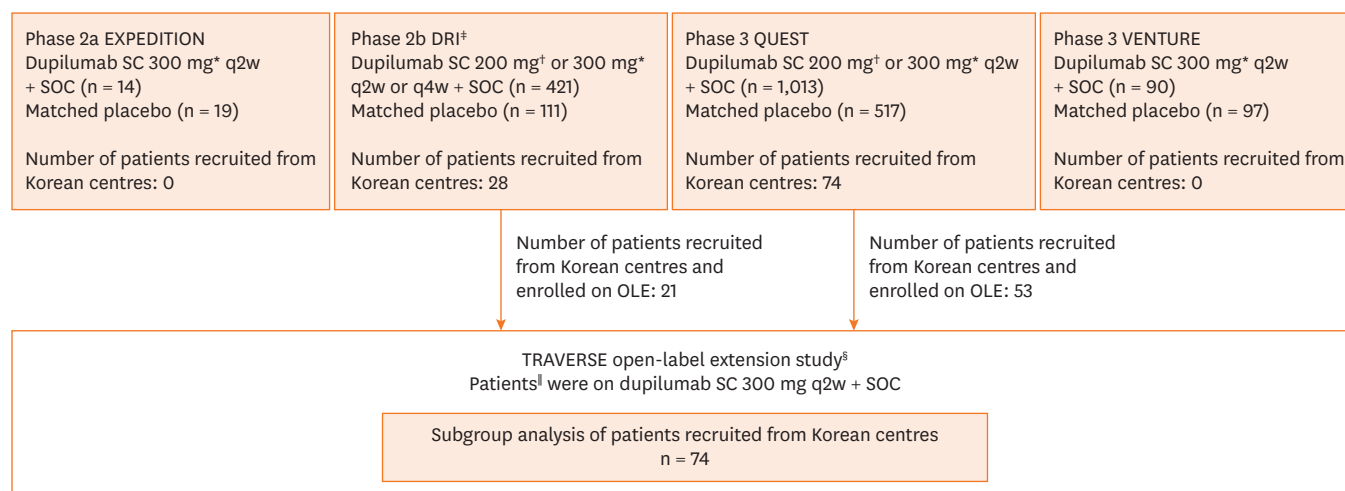 Phase 2a EXPEDITION
Dupilumab SC 300 mg* q2w
+ SOC (n = 14)
Matched placebo (n = 19)
Number of patients recruited from
Korean centres: 0
Phase 2b DRI‡
Dupilumab SC 200 mg† or 300 mg*
q2w or q4w + SOC (n = 421)
Matched placebo (n = 111)
Number of patients recruited from
Korean centres: 28
Phase 3 QUEST
Dupilumab SC 200 mg† or 300 mg* q2w
+ SOC (n = 1,013)
Matched placebo (n = 517)
Number of patients recruited from
Korean centres: 74
Phase 3 VENTURE
Dupilumab SC 300 mg* q2w
+ SOC (n = 90)
Matched placebo (n = 97)
Number of patients recruited from
Korean centres: 0
Number of patients recruited
from Korean centres and
enrolled on OLE: 21
Number of patients recruited
from Korean centres and
enrolled on OLE: 53
TRAVERSE open-label extension study§
Patients‖ were on dupilumab SC 300 mg q2w + SOC
Subgroup analysis of patients recruited from Korean centres
n = 74